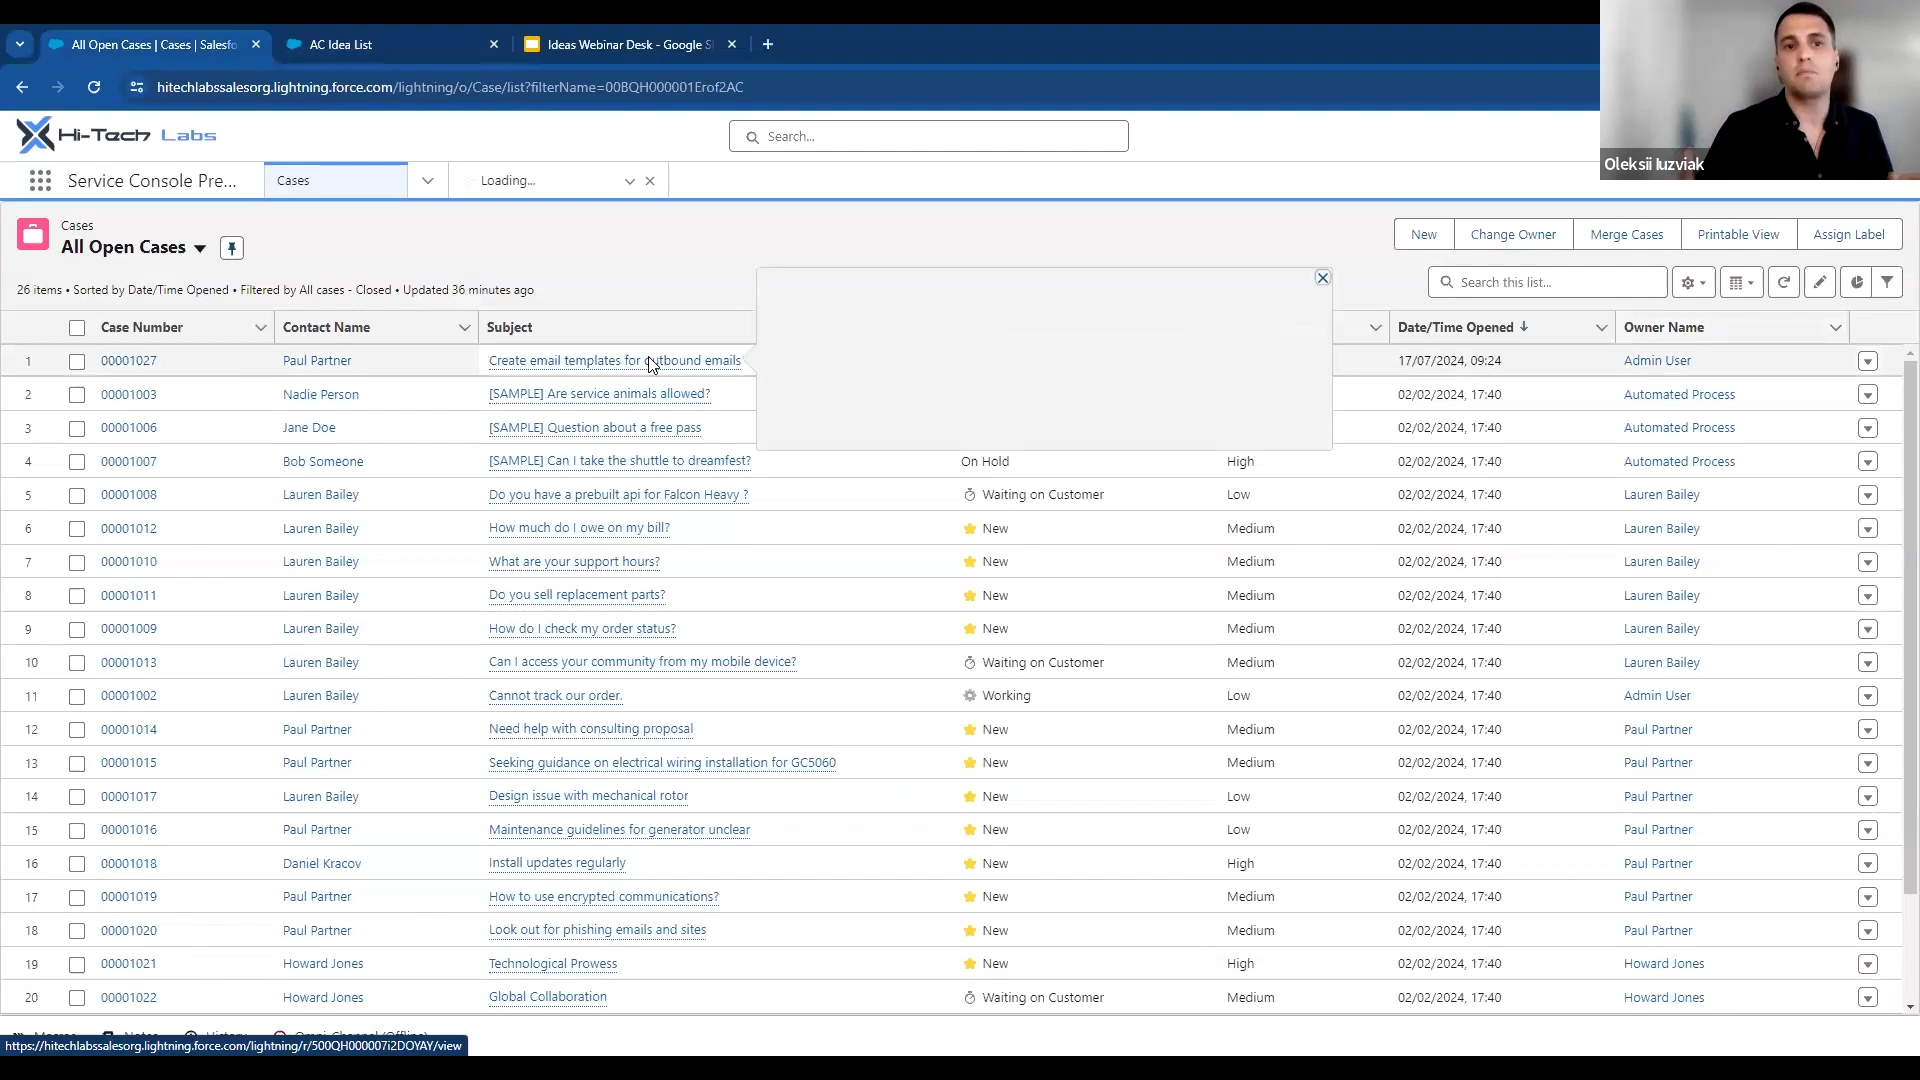 All Open Cases | Cases | Salesfo
AC Idea List
Ideas Webinar Desk - Google S
hitechlabssalesorg.lightning.force.com/lightning/o/Case/list?filterName=00BQH000001Erof2AC
Oleksii Iuzviak
Hi-Tech Labs
Search...
Service Console Pre...
Cases
Loading...
Cases
All Open Cases
New
Change Owner
Merge Cases
Printable View
Assign Label
26 items • Sorted by Date/Time Opened • Filtered by All cases - Closed • Updated 36 minutes ago
Search this list...
Case Number Contact Name Subject Date/Time Opened Owner Name
1 00001027 Paul Partner Create email templates for outbound emails 17/07/2024, 09:24 Admin User
2 00001003 Nadie Person [SAMPLE] Are service animals allowed? 02/02/2024, 17:40 Automated Process
3 00001006 Jane Doe [SAMPLE] Question about a free pass 02/02/2024, 17:40 Automated Process
4 00001007 Bob Someone [SAMPLE] Can I take the shuttle to dreamfest? On Hold High 02/02/2024, 17:40 Automated Process
5 00001008 Lauren Bailey Do you have a prebuilt api for Falcon Heavy ? Waiting on Customer Low 02/02/2024, 17:40 Lauren Bailey
6 00001012 Lauren Bailey How much do I owe on my bill? New Medium 02/02/2024, 17:40 Lauren Bailey
7 00001010 Lauren Bailey What are your support hours? New Medium 02/02/2024, 17:40 Lauren Bailey
8 00001011 Lauren Bailey Do you sell replacement parts? New Medium 02/02/2024, 17:40 Lauren Bailey
9 00001009 Lauren Bailey How do I check my order status? New Medium 02/02/2024, 17:40 Lauren Bailey
10 00001013 Lauren Bailey Can I access your community from my mobile device? Waiting on Customer Medium 02/02/2024, 17:40 Lauren Bailey
11 00001002 Lauren Bailey Cannot track our order. Working Low 02/02/2024, 17:40 Admin User
12 00001014 Paul Partner Need help with consulting proposal New Medium 02/02/2024, 17:40 Paul Partner
13 00001015 Paul Partner Seeking guidance on electrical wiring installation for GC5060 New Medium 02/02/2024, 17:40 Paul Partner
14 00001017 Lauren Bailey Design issue with mechanical rotor New Low 02/02/2024, 17:40 Paul Partner
15 00001016 Paul Partner Maintenance guidelines for generator unclear New Low 02/02/2024, 17:40 Paul Partner
16 00001018 Daniel Kracov Install updates regularly New High 02/02/2024, 17:40 Paul Partner
17 00001019 Paul Partner How to use encrypted communications? New Medium 02/02/2024, 17:40 Paul Partner
18 00001020 Paul Partner Look out for phishing emails and sites New Medium 02/02/2024, 17:40 Paul Partner
19 00001021 Howard Jones Technological Prowess New High 02/02/2024, 17:40 Howard Jones
20 00001022 Howard Jones Global Collaboration Waiting on Customer Medium 02/02/2024, 17:40 Howard Jones
https://hitechlabssalesorg.lightning.force.com/lightning/r/500QH000007i2DOYAY/view